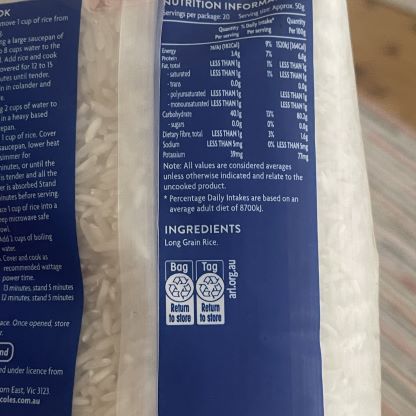 OK
move 1 cup of rice from
g a large saucepan of
8 cups water to the
Add rice and cook
overed for 12 to 15
utes until tender.
n in colander and
e.
g 2 cups of water to
in a heavy based
epan.
1 cup of rice. Cover
saucepan, lower heat
simmer for
inutes, or until the
is tender and all the
er is absorbed Stand
minutes before serving.
ce 1 cup of rice into a
ep microwave safe
owl.
Add 1½ cups of boiling
water.
Cover and cook as
recommended wattage
power time.
13 minutes, stand 5 minutes
12 minutes, stand 5 minutes
ace. Once opened, store
r.
nd
ed under licence from
orn East, Vic 3123
coles.com.au
NUTRITION INFORMA
Servings per package: 20 Serving size: Approx. 50g
Quantity Per serving % Daily Intake* Per serving Quantity Per 100g
Energy 761kJ (182Cal) 9% 1520kJ (364Cal)
Protein 3.4g 7% 6.8g
Fat, total LESS THAN 1g 1% LESS THAN 1g
- saturated LESS THAN 1g 1% LESS THAN 1g
- trans 0.0g 0.0g
- polyunsaturated LESS THAN 1g LESS THAN 1g
- monounsaturated LESS THAN 1g LESS THAN 1g
Carbohydrate 40.1g 13% 80.2g
- sugars 0.0g 0% 0.0g
Dietary Fibre, total LESS THAN 1g 3% 1.6g
Sodium LESS THAN 5mg 0% LESS THAN 5mg
Potassium 39mg 77mg
Note: All values are considered averages
unless otherwise indicated and relate to the
uncooked product.
* Percentage Daily Intakes are based on an
average adult diet of 8700kJ.
INGREDIENTS
Long Grain Rice.
Bag Tag
Return to store Return to store
arl.org.au